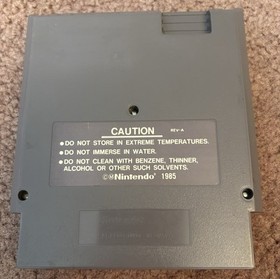 CAUTION REV-A
●DO NOT STORE IN EXTREME TEMPERATURES.
●DO NOT IMMERSE IN WATER.
●DO NOT CLEAN WITH BENZENE, THINNER,
ALCOHOL OR OTHER SUCH SOLVENTS.
©®Nintendo® 1985